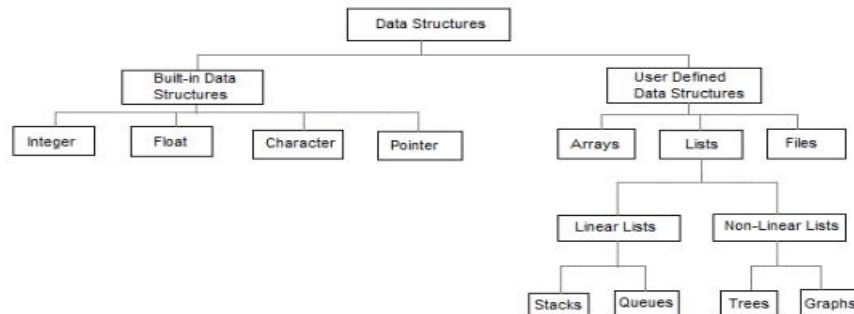 Data Structures
Built-in Data
Structures
User Defined
Data Structures
Integer
Float
Character
Pointer
Arrays
Lists
Files
Linear Lists
Non-Linear Lists
Stacks
Queues
Trees
Graphs